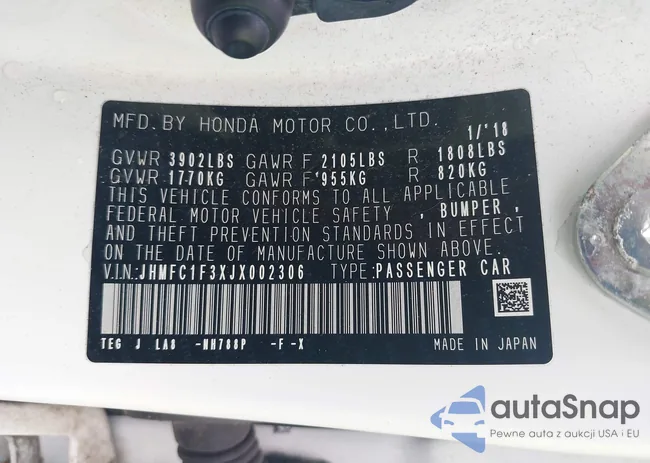 MFD. BY HONDA MOTOR CO., LTD. 1/'18
GVWR 3902LBS GAWR F 2105LBS R 1808LBS
GVWR 1770KG GAWR F 955KG R 820KG
THIS VEHICLE CONFORMS TO ALL APPLICABLE
FEDERAL MOTOR VEHICLE SAFETY , BUMPER ,
AND THEFT PREVENTION STANDARDS IN EFFECT
ON THE DATE OF MANUFACTURE SHOWN ABOVE.
V.I.N.:JHMFC1F3XJX002306 TYPE:PASSENGER CAR
TEG J LA8 -NH788P -F -X MADE IN JAPAN
autaSnap
Pewne auta z aukcji USA i EU